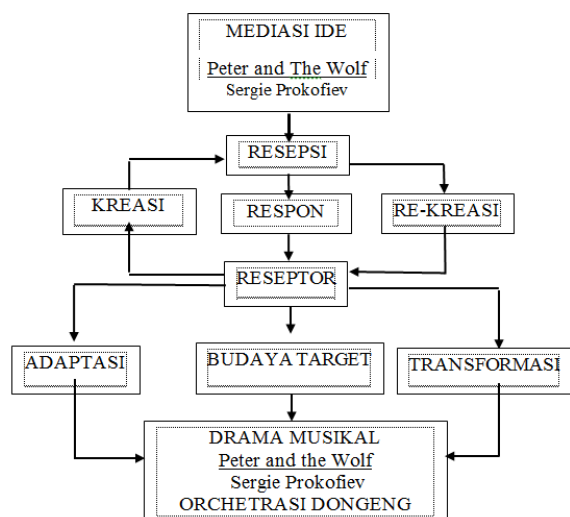 MEDIASI IDE
Peter and The Wolf
Sergie Prokofiev
RESEPSI
KREASI
RESPON
RE-KREASI
RESEPTOR
ADAPTASI
BUDAYA TARGET
TRANSFORMASI
DRAMA MUSIKAL
Peter and the Wolf
Sergie Prokofiev
ORCHETRASI DONGENG